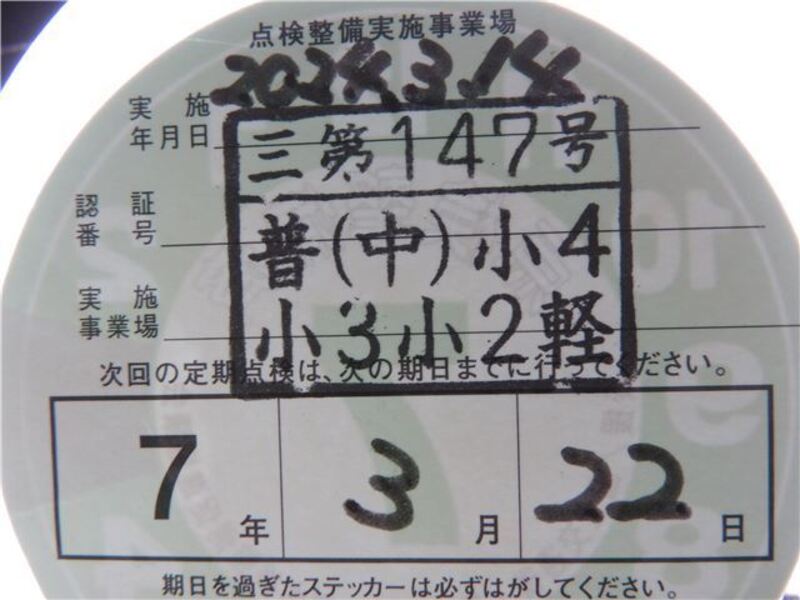 点検整備実施事業場
実施
年月日
2024.3.14
三第147号
認証
番号
普(中)小4
実施
事業場
小3小2軽
次回の定期点検は、次の期日までに行ってください。
7年 3月 22日
期日を過ぎたステッカーは必ずはがしてください。